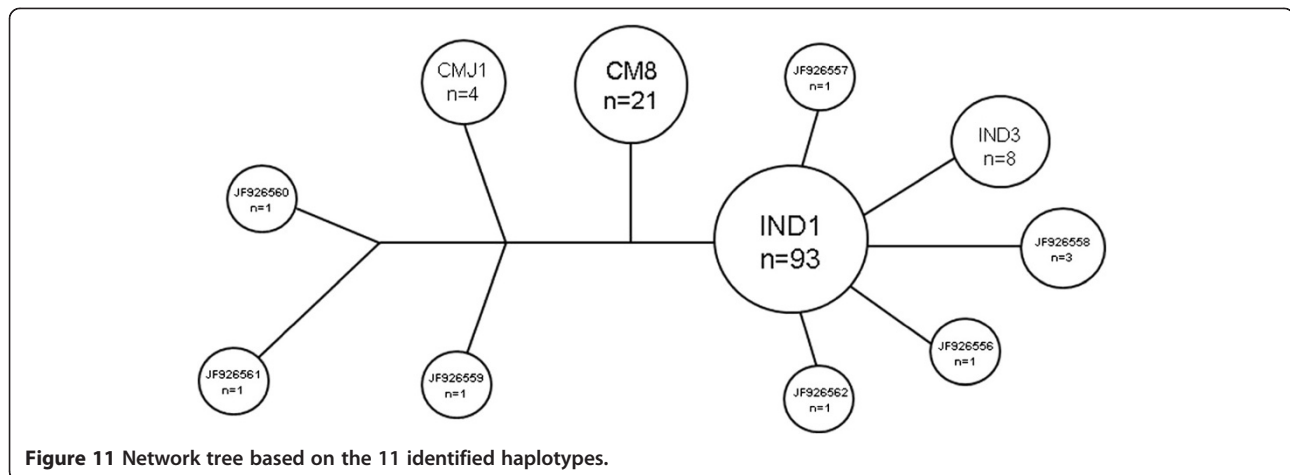 CMJ1
n=4
CM8
n=21
JF926557
n=1
IND3
n=8
JF926560
n=1
IND1
n=93
JF926558
n=3
JF926556
n=1
JF926561
n=1
JF926559
n=1
JF926562
n=1
Figure 11 Network tree based on the 11 identified haplotypes.